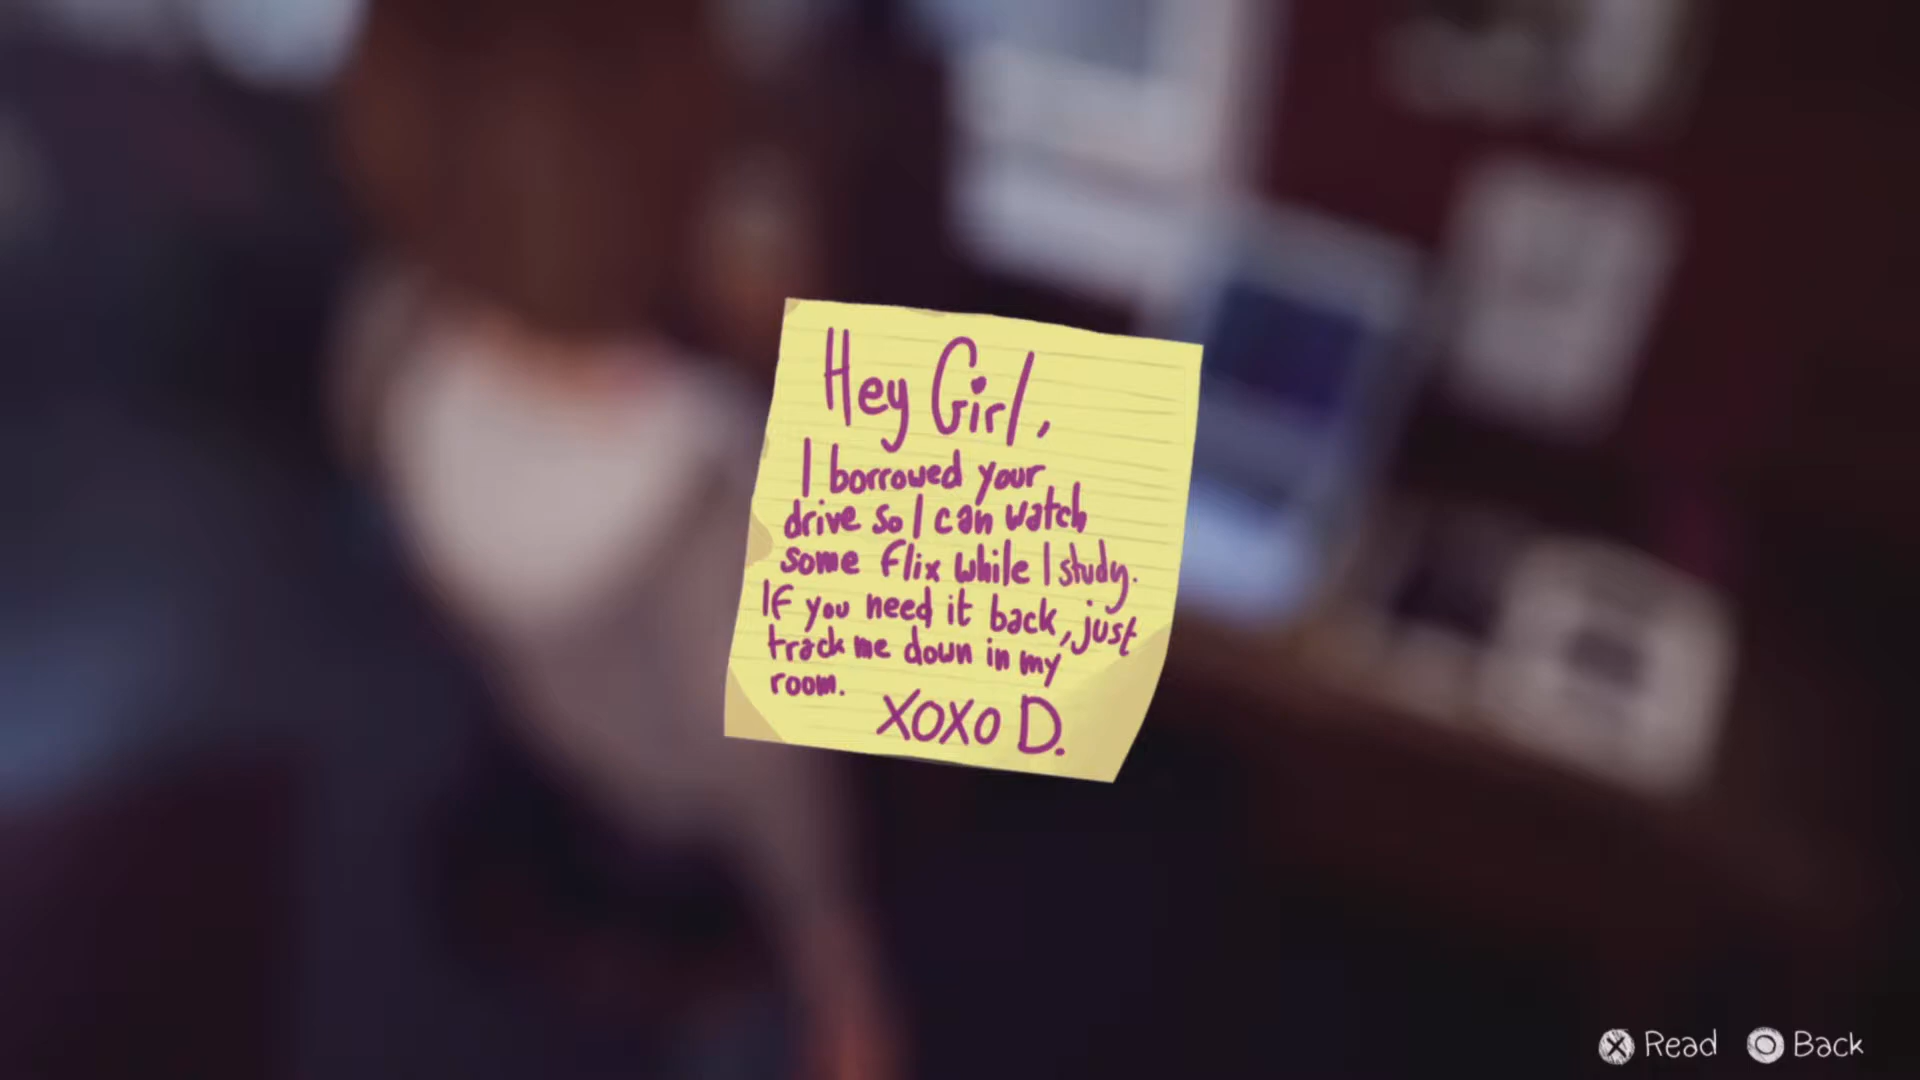 Hey Girl,
I borrowed your
drive so I can watch
some flix while I study.
If you need it back, just
track me down in my
room.
XOXO D.
Read Back